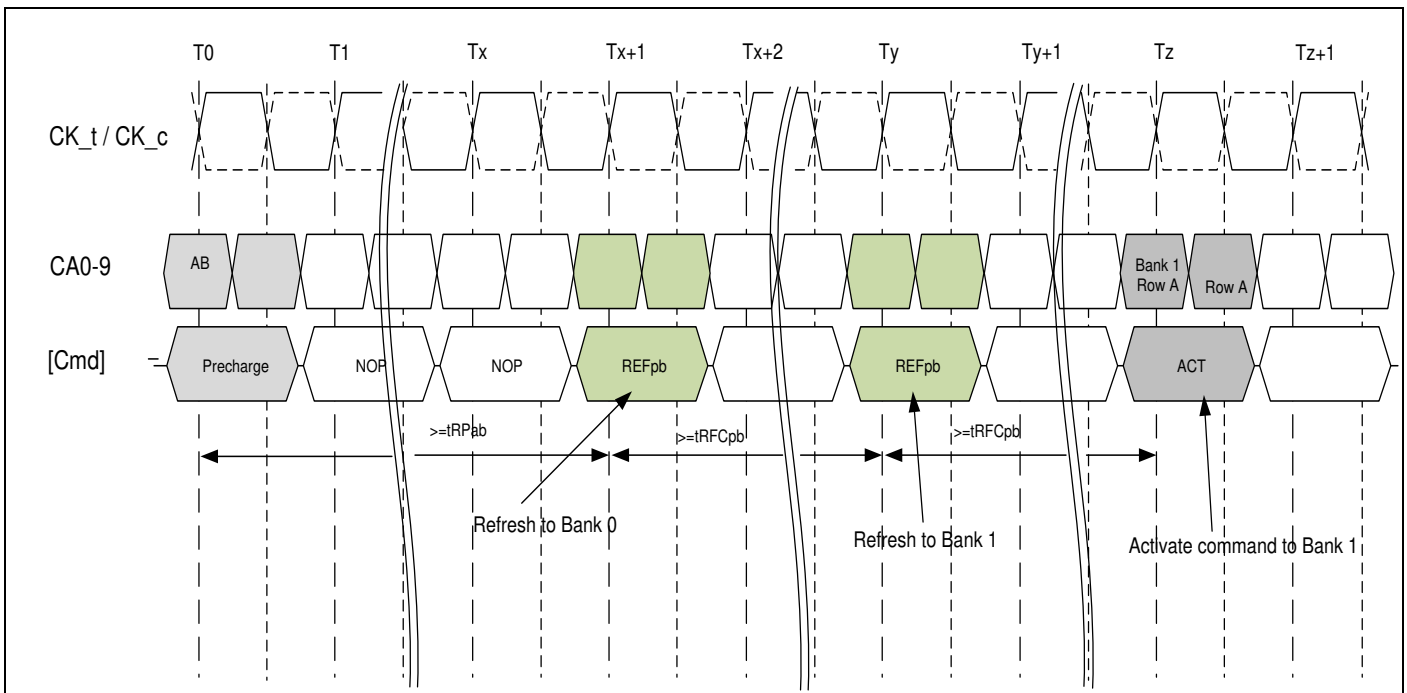 T0 T1 Tx Tx+1 Tx+2 Ty Ty+1 Tz Tz+1
CK_t / CK_c
CA0-9
AB
Bank 1
Row A
Row A
[Cmd]
Precharge NOP NOP REFpb REFpb ACT
>=tRPab >=tRFCpb >=tRFCpb
Refresh to Bank 0
Refresh to Bank 1
Activate command to Bank 1